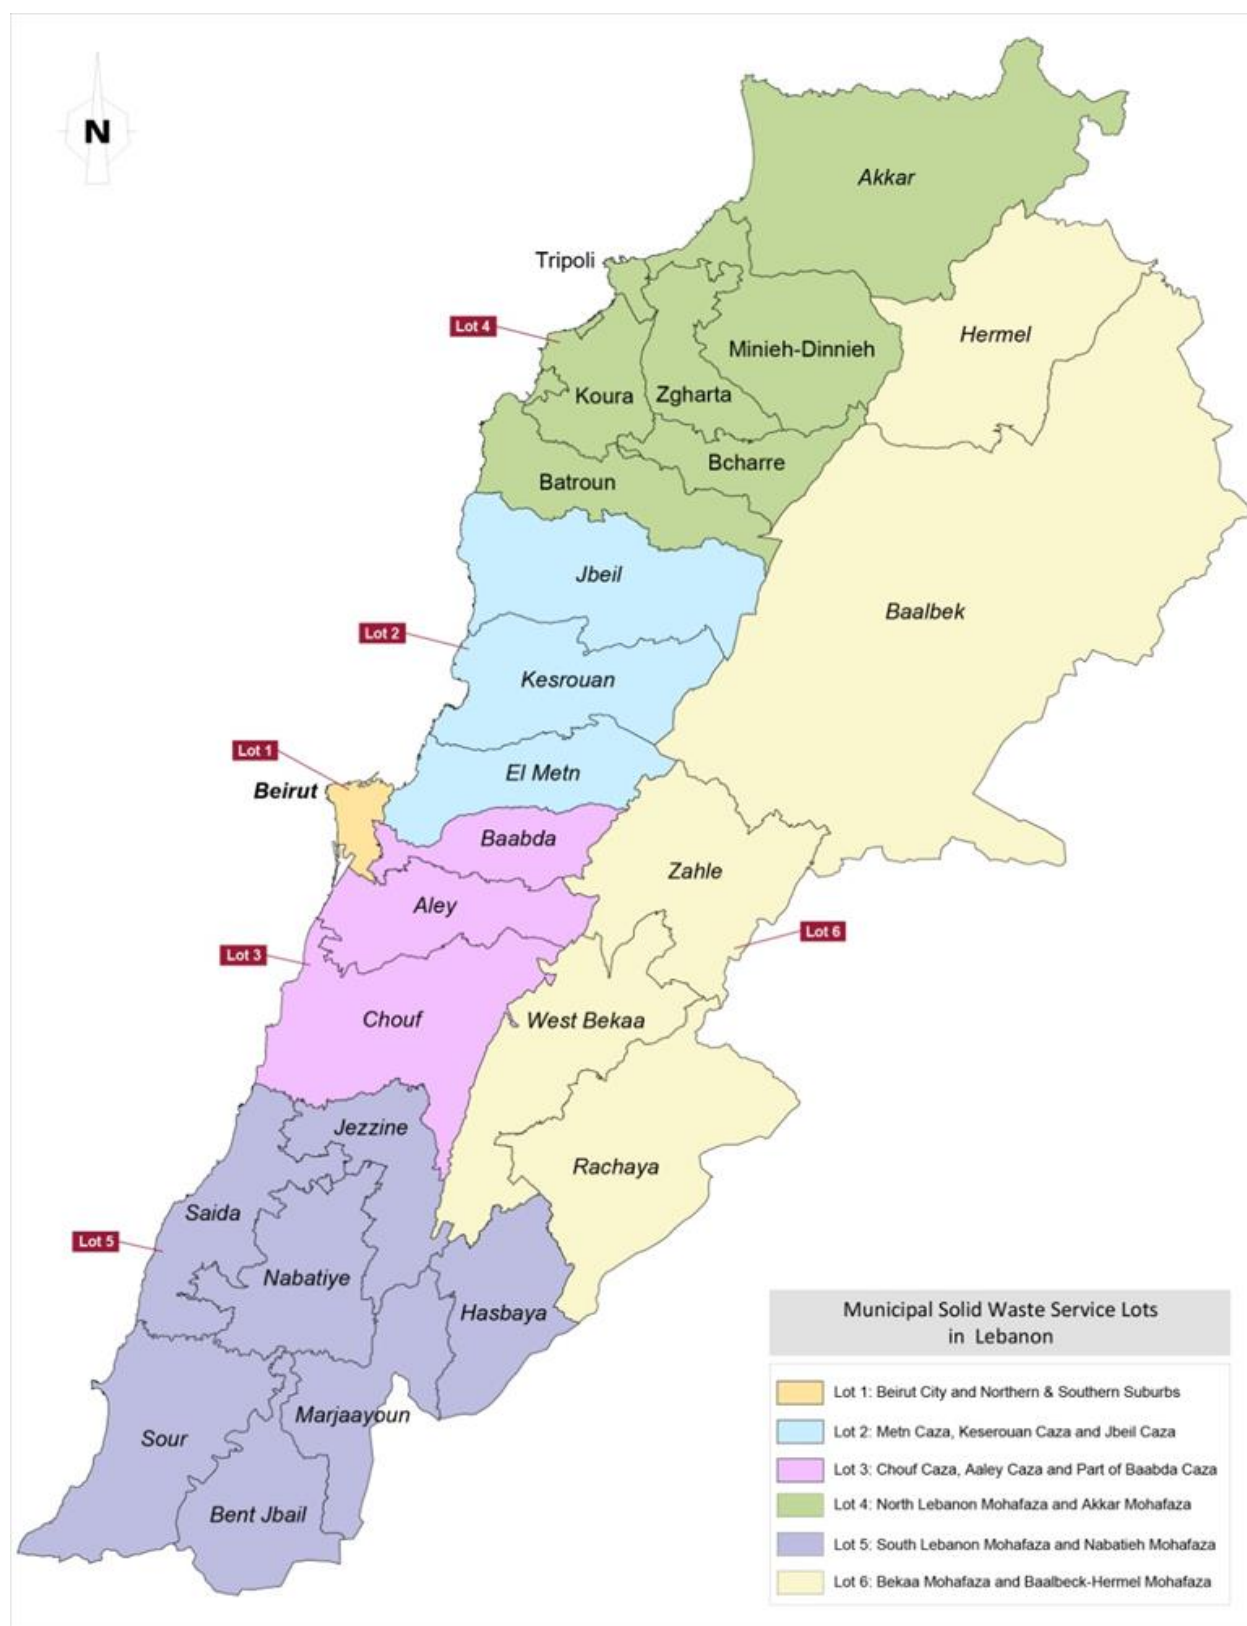 N
Akkar
Tripoli
Hermel
Lot 4
Minieh-Dinnieh
Koura
Zgharta
Bcharre
Batroun
Jbeil
Baalbek
Lot 2
Kesrouan
Lot 1
El Metn
Beirut
Baabda
Zahle
Aley
Lot 6
Lot 3
Chouf
West Bekaa
Jezzine
Rachaya
Saida
Lot 5
Nabatiye
Hasbaya
Marjaayoun
Sour
Bent Jbail
Municipal Solid Waste Service Lots
in Lebanon
Lot 1: Beirut City and Northern & Southern Suburbs
Lot 2: Metn Caza, Keserouan Caza and Jbeil Caza
Lot 3: Chouf Caza, Aaley Caza and Part of Baabda Caza
Lot 4: North Lebanon Mohafaza and Akkar Mohafaza
Lot 5: South Lebanon Mohafaza and Nabatieh Mohafaza
Lot 6: Bekaa Mohafaza and Baalbeck-Hermel Mohafaza